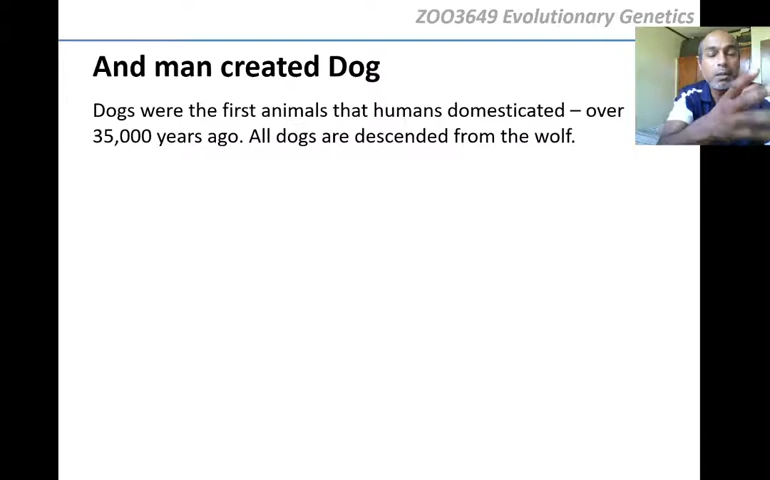 ZOO3649 Evolutionary Genetics
And man created Dog
Dogs were the first animals that humans domesticated – over
35,000 years ago. All dogs are descended from the wolf.